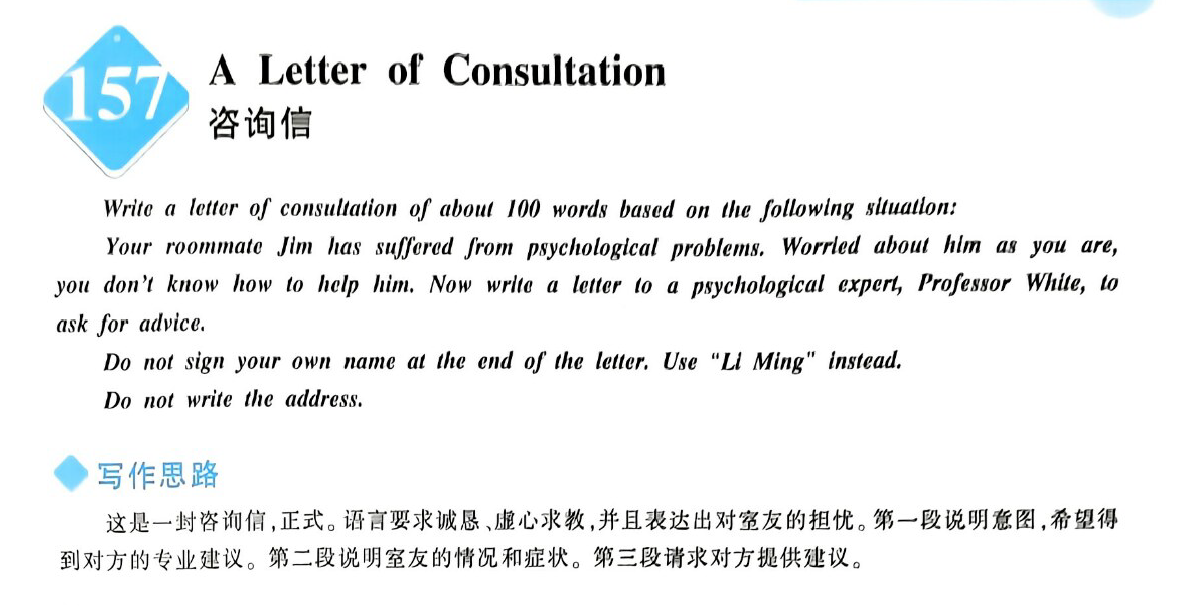 157
A Letter of Consultation
咨询信
Write a letter of consultation of about 100 words based on the following situation:
Your roommate Jim has suffered from psychological problems. Worried about him as you are,
you don't know how to help him. Now write a letter to a psychological expert, Professor White, to
ask for advice.
Do not sign your own name at the end of the letter. Use "Li Ming" instead.
Do not write the address.
写作思路
这是一封咨询信,正式。语言要求诚恳、虚心求教,并且表达出对室友的担忧。第一段说明意图,希望得
到对方的专业建议。第二段说明室友的情况和症状。第三段请求对方提供建议。